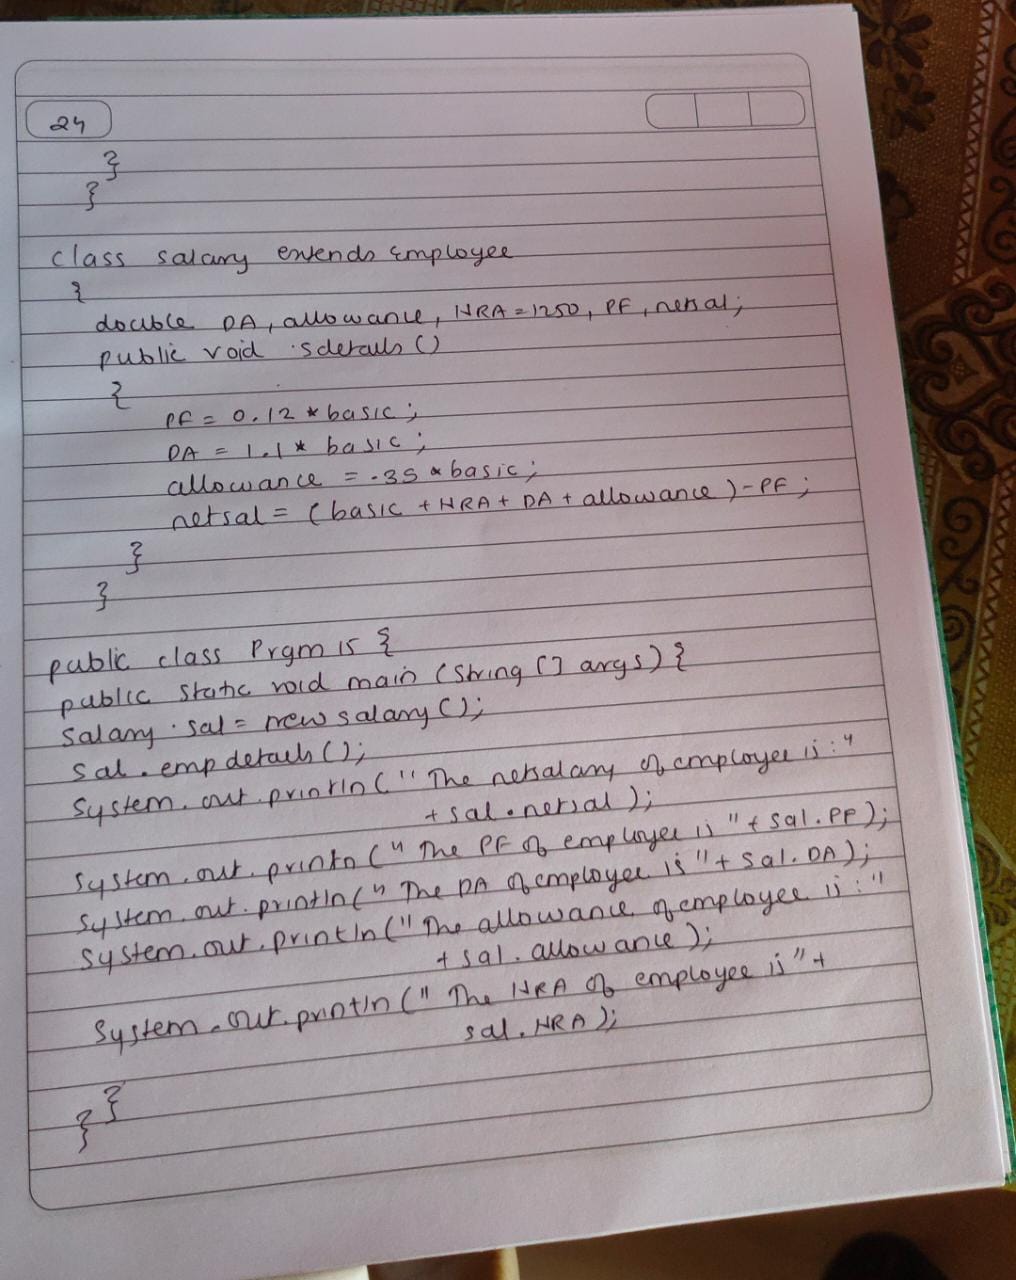 24
}
}
class salary extends Employee
{
double DA, allowance, HRA = 1250, PF, netsal;
public void sdetails ()
{
PF = 0.12 * basic;
DA = 1.1 * basic;
allowance = .35 * basic;
netsal = (basic + HRA + DA + allowance) - PF;
}
}
public class Prgm 15 {
public static void main (String [] args) {
salary sal = new salary ();
sal. emp details ();
System. out. println (" The netsalary of employee is : "
+ sal. netsal );
System. out. println (" The PF of employee is " + sal. PF );
System. out. println (" The DA of employee is " + sal. DA );
System. out. println (" The allowance of employee is : "
+ sal. allowance );
System. out. println (" The HRA of employee is " +
sal. HRA );
}
}